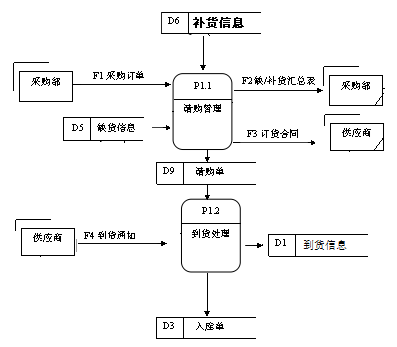 D6 补货信息
采购部 F1 采购订单 P1.1 F2缺/补货汇总表 采购部
请购管理
D5 缺货信息 F3 订货合同 供应商
D9 请购单
P1.2
供应商 F4 到货通知 到货处理 D1 到货信息
D3 入库单